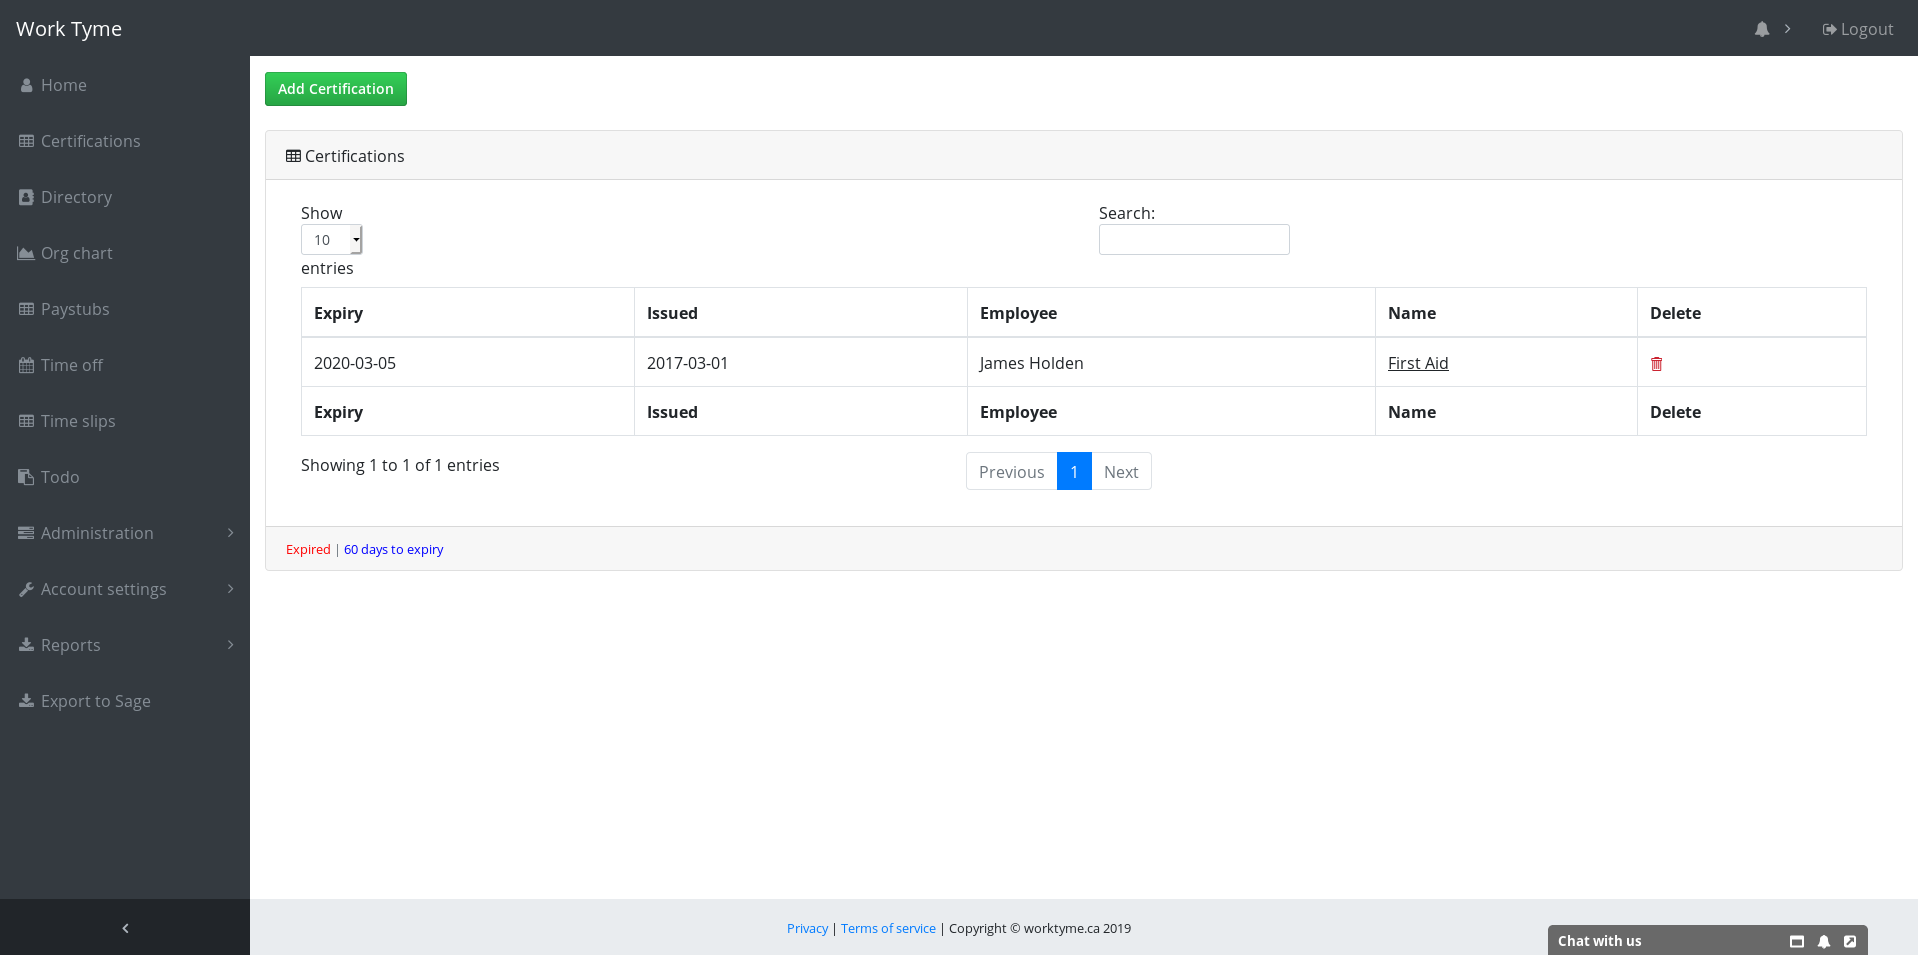 Work Tyme
Logout
Home
Certifications
Directory
Org chart
Paystubs
Time off
Time slips
Todo
Administration
Account settings
Reports
Export to Sage
Add Certification
Certifications
Show
10
entries
Search:
Expiry Issued Employee Name Delete
2020-03-05 2017-03-01 James Holden First Aid
Expiry Issued Employee Name Delete
Showing 1 to 1 of 1 entries
Previous 1 Next
Expired | 60 days to expiry
Privacy | Terms of service | Copyright © worktyme.ca 2019
Chat with us